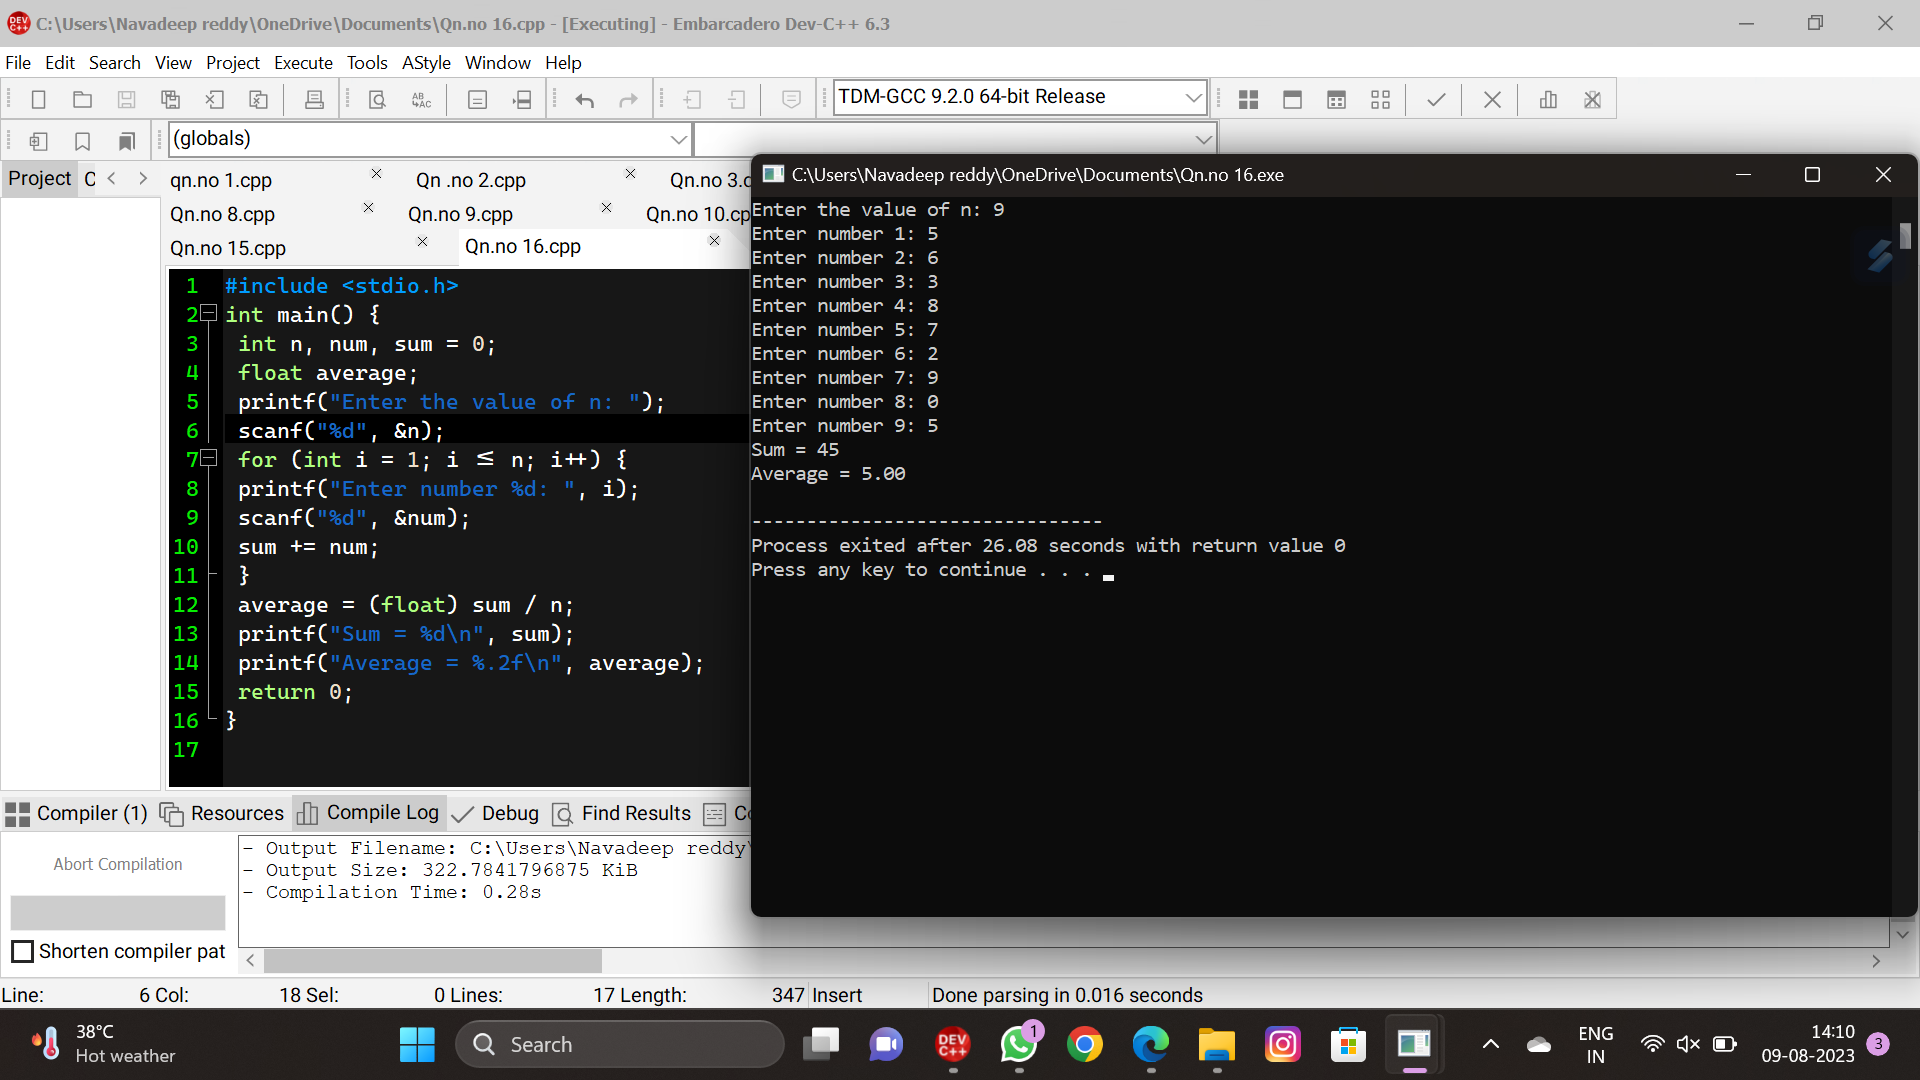 C:\Users\Navadeep reddy\OneDrive\Documents\Qn.no 16.cpp - [Executing] - Embarcadero Dev-C++ 6.3
File Edit Search View Project Execute Tools AStyle Window Help
TDM-GCC 9.2.0 64-bit Release
(globals)
Project
qn.no 1.cpp Qn .no 2.cpp Qn.no 3.c
Qn.no 8.cpp Qn.no 9.cpp Qn.no 10.cp
Qn.no 15.cpp Qn.no 16.cpp
1 #include <stdio.h>
2 int main() {
3 int n, num, sum = 0;
4 float average;
5 printf("Enter the value of n: ");
6 scanf("%d", &n);
7 for (int i = 1; i ≤ n; i++) {
8 printf("Enter number %d: ", i);
9 scanf("%d", &num);
10 sum += num;
11 }
12 average = (float) sum / n;
13 printf("Sum = %d\n", sum);
14 printf("Average = %.2f\n", average);
15 return 0;
16 }
17
C:\Users\Navadeep reddy\OneDrive\Documents\Qn.no 16.exe
Enter the value of n: 9
Enter number 1: 5
Enter number 2: 6
Enter number 3: 3
Enter number 4: 8
Enter number 5: 7
Enter number 6: 2
Enter number 7: 9
Enter number 8: 0
Enter number 9: 5
Sum = 45
Average = 5.00
--------------------------------
Process exited after 26.08 seconds with return value 0
Press any key to continue . . .
Compiler (1) Resources Compile Log Debug Find Results
Abort Compilation
Shorten compiler pat
- Output Filename: C:\Users\Navadeep reddy\
- Output Size: 322.7841796875 KiB
- Compilation Time: 0.28s
Line: 6 Col: 18 Sel: 0 Lines: 17 Length: 347 Insert Done parsing in 0.016 seconds
38°C
Hot weather
Search
DEV C++
1
ENG
IN
14:10
09-08-2023
3